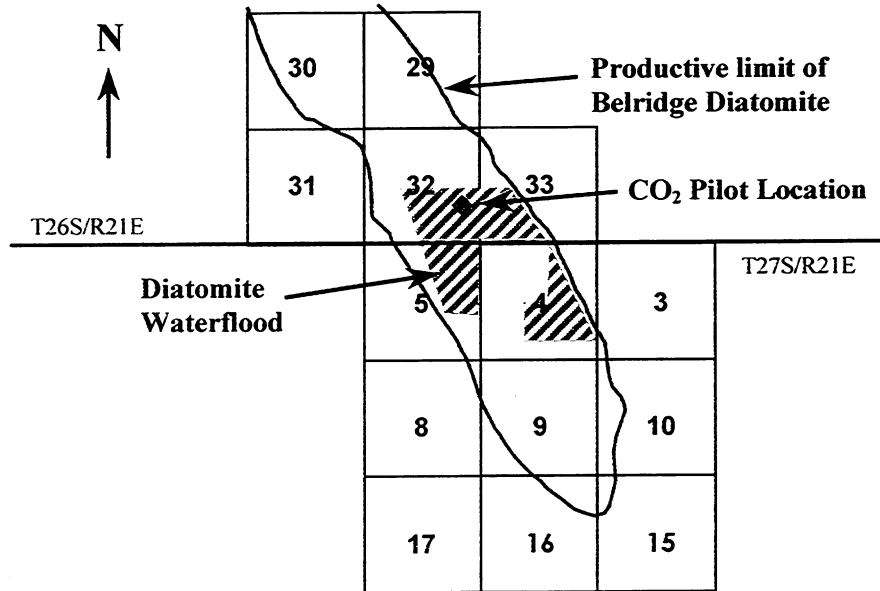 N
30
29
Productive limit of
Belridge Diatomite
31
32
33
CO₂ Pilot Location
T26S/R21E
T27S/R21E
Diatomite
Waterflood
5
4
3
8
9
10
17
16
15